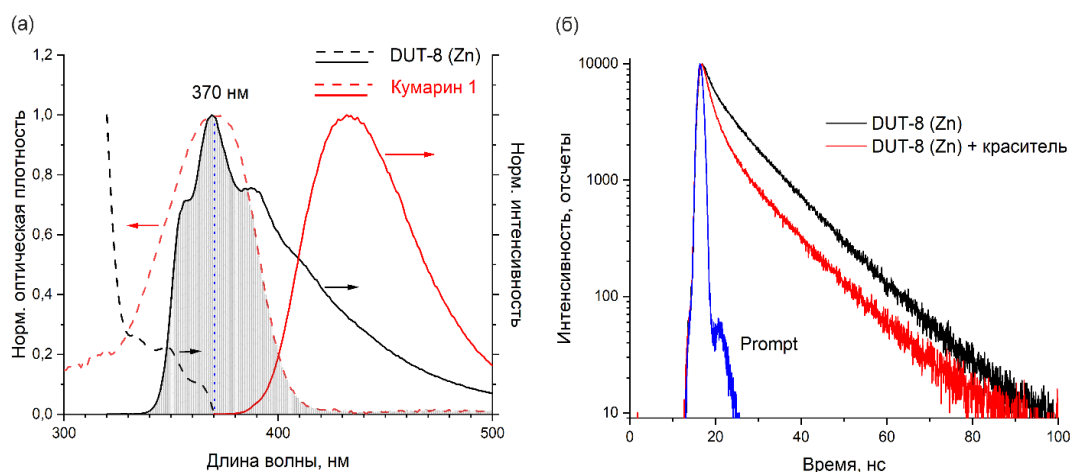 (а)
1,2
1,0
0,8
0,6
0,4
0,2
0,0
Норм. оптическая плотность
300
400
500
Длина волны, нм
370 нм
DUT-8 (Zn)
Кумарин 1
Норм. интенсивность
(б)
10000
1000
100
10
Интенсивность, отсчеты
0
20
40
60
80
100
Время, нс
DUT-8 (Zn)
DUT-8 (Zn) + краситель
Prompt